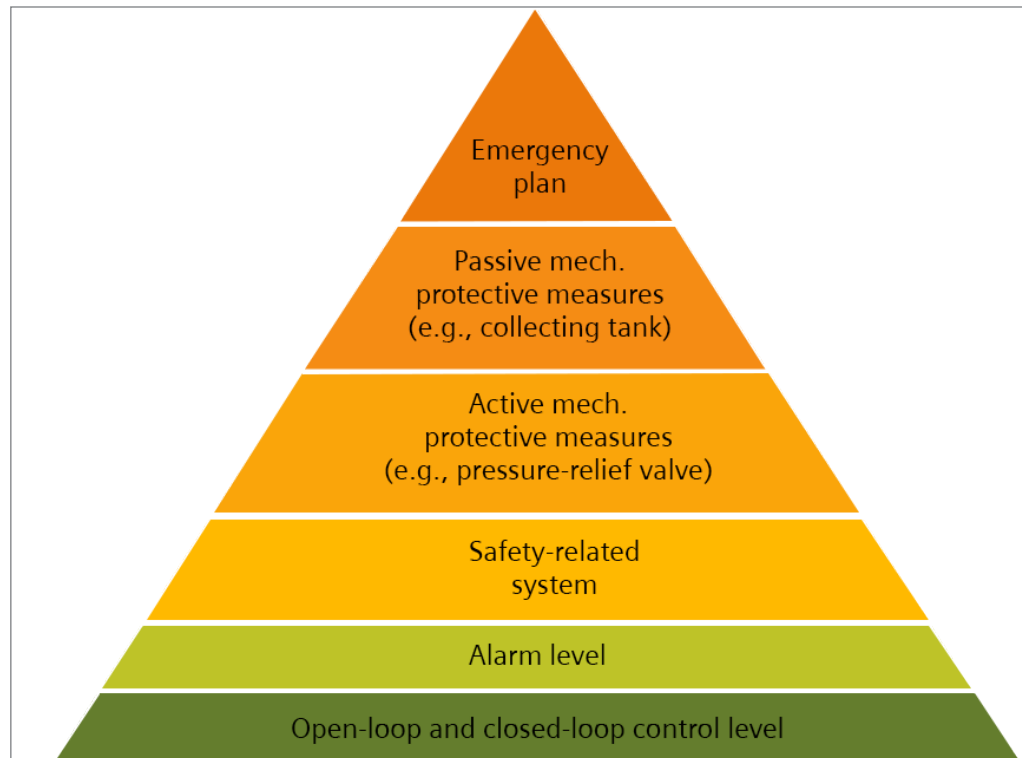 Emergency
plan
Passive mech.
protective measures
(e.g., collecting tank)
Active mech.
protective measures
(e.g., pressure-relief valve)
Safety-related
system
Alarm level
Open-loop and closed-loop control level